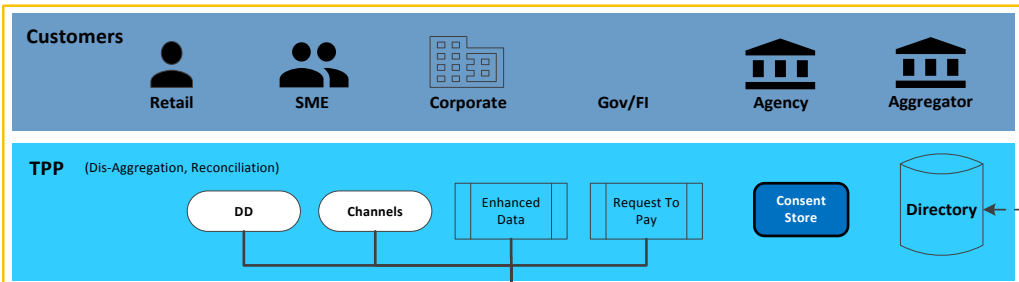 Customers
Retail
SME
Corporate
Gov/FI
Agency
Aggregator
TPP
(Dis-Aggregation, Reconciliation)
DD
Channels
Enhanced
Data
Request To
Pay
Consent
Store
Directory